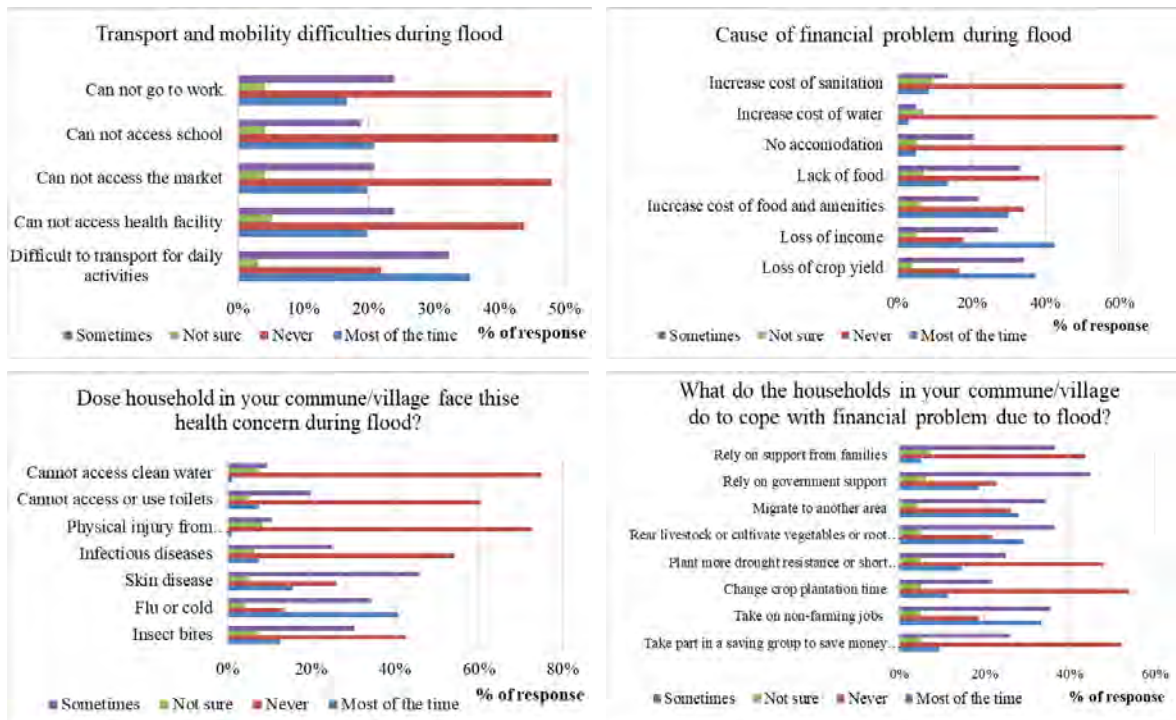 Transport and mobility difficulties during flood
Can not go to work
Can not access school
Can not access the market
Can not access health facility
Difficult to transport for daily
activities
0% 10% 20% 30% 40% 50%
% of response
Sometimes Not sure Never Most of the time
Cause of financial problem during flood
Increase cost of sanitation
Increase cost of water
No accomodation
Lack of food
Increase cost of food and amenities
Loss of income
Loss of crop yield
0% 20% 40% 60%
% of response
Sometimes Not sure Never Most of the time
Dose household in your commune/village face thise
health concern during flood?
Cannot access clean water
Cannot access or use toilets
Physical injury from…
Infectious diseases
Skin disease
Flu or cold
Insect bites
0% 20% 40% 60% 80%
% of response
Sometimes Not sure Never Most of the time
What do the households in your commune/village
do to cope with financial problem due to flood?
Rely on support from families
Rely on government support
Migrate to another area
Rear livestock or cultivate vegetables or root…
Plant more drought resistance or short…
Change crop plantation time
Take on non-farming jobs
Take part in a saving group to save money…
0% 20% 40% 60%
% of response
Sometimes Not sure Never Most of the time